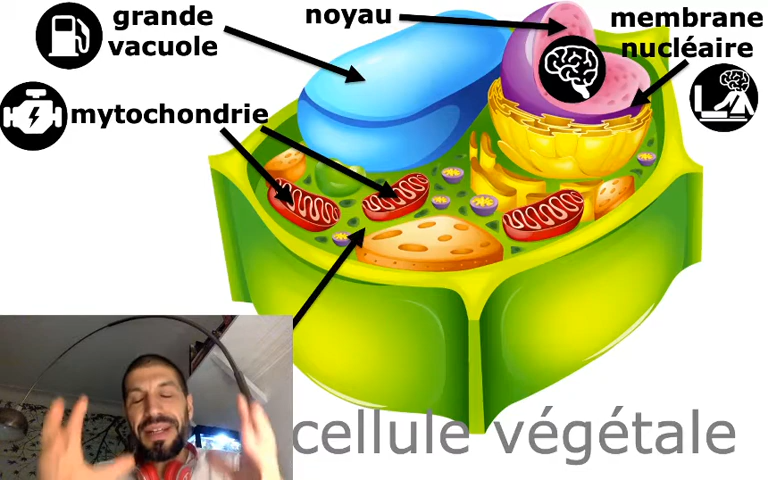 grande
vacuole
noyau
membrane
nucléaire
mytochondrie
cellule végétale